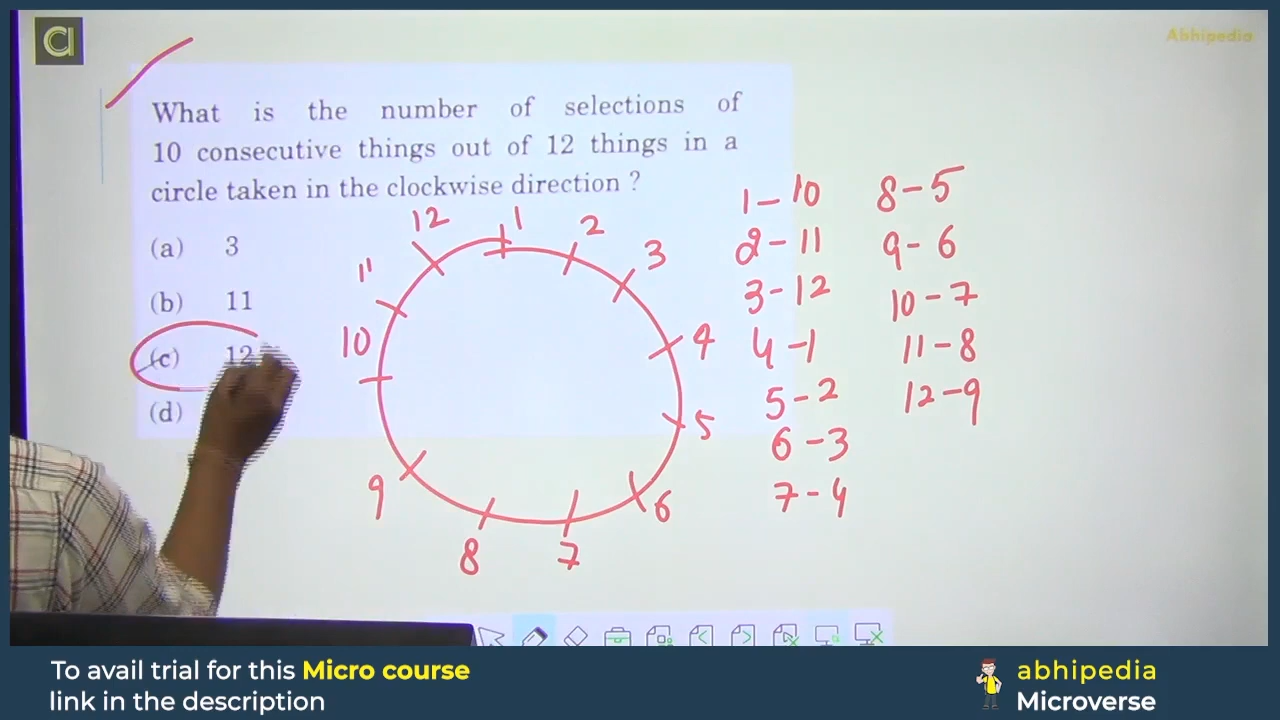 Abhipedia
What is the number of selections of
10 consecutive things out of 12 things in a
circle taken in the clockwise direction ?
(a) 3
(b) 11
(c) 12
(d)
12
1
2
3
4
5
6
7
8
9
10
11
1-10
2-11
3-12
4-1
5-2
6-3
7-4
8-5
9-6
10-7
11-8
12-9
To avail trial for this Micro course
link in the description
abhipedia
Microverse